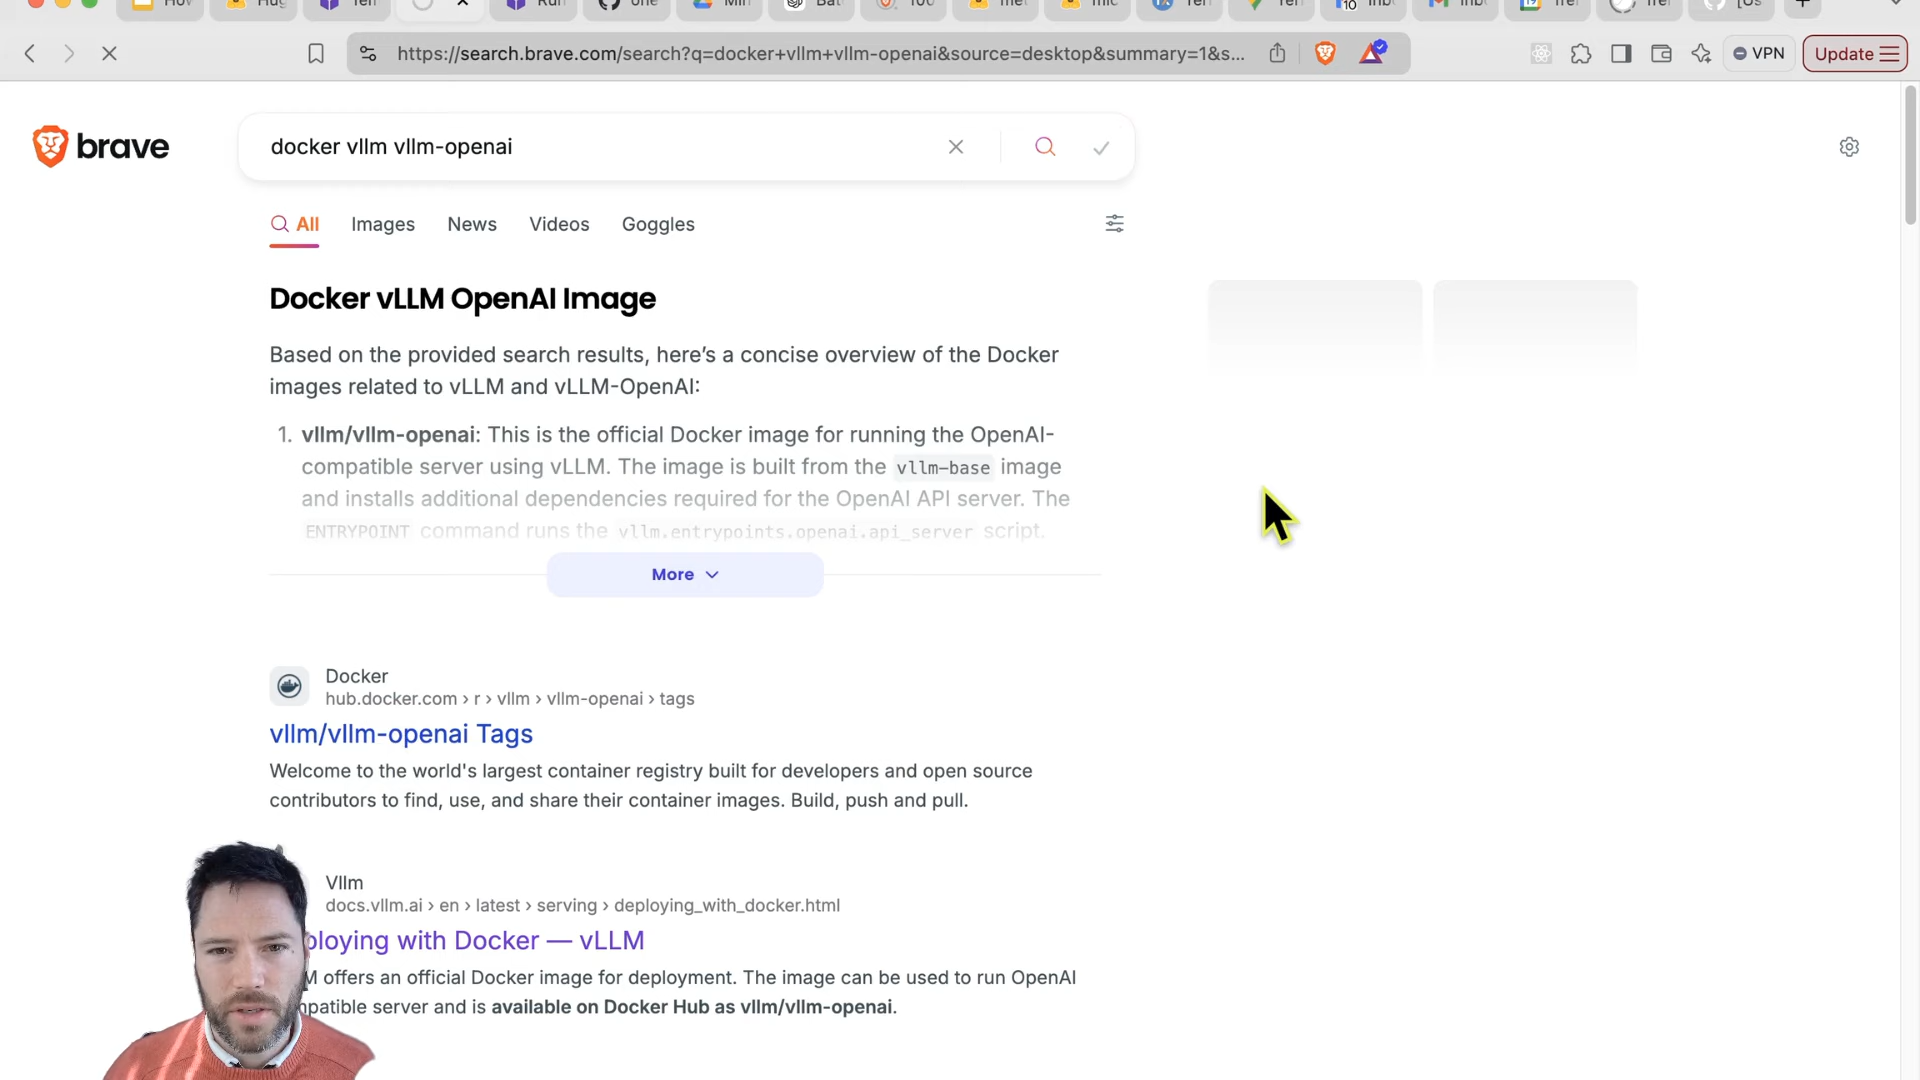 https://search.brave.com/search?q=docker+vllm+vllm-openai&source=desktop&summary=1&s...
VPN
Update
brave
docker vllm vllm-openai
All
Images
News
Videos
Goggles
Docker vLLM OpenAI Image
Based on the provided search results, here's a concise overview of the Docker
images related to vLLM and vLLM-OpenAI:
1. vllm/vllm-openai: This is the official Docker image for running the OpenAI-
compatible server using vLLM. The image is built from the vllm-base image
and installs additional dependencies required for the OpenAI API server. The
ENTRYPOINT command runs the vllm.entrypoints.openai.api_server script.
More
Docker
hub.docker.com › r › vllm › vllm-openai › tags
vllm/vllm-openai Tags
Welcome to the world's largest container registry built for developers and open source
contributors to find, use, and share their container images. Build, push and pull.
Vllm
docs.vllm.ai › en › latest › serving › deploying_with_docker.html
ploying with Docker — vLLM
M offers an official Docker image for deployment. The image can be used to run OpenAI
mpatible server and is available on Docker Hub as vllm/vllm-openai.